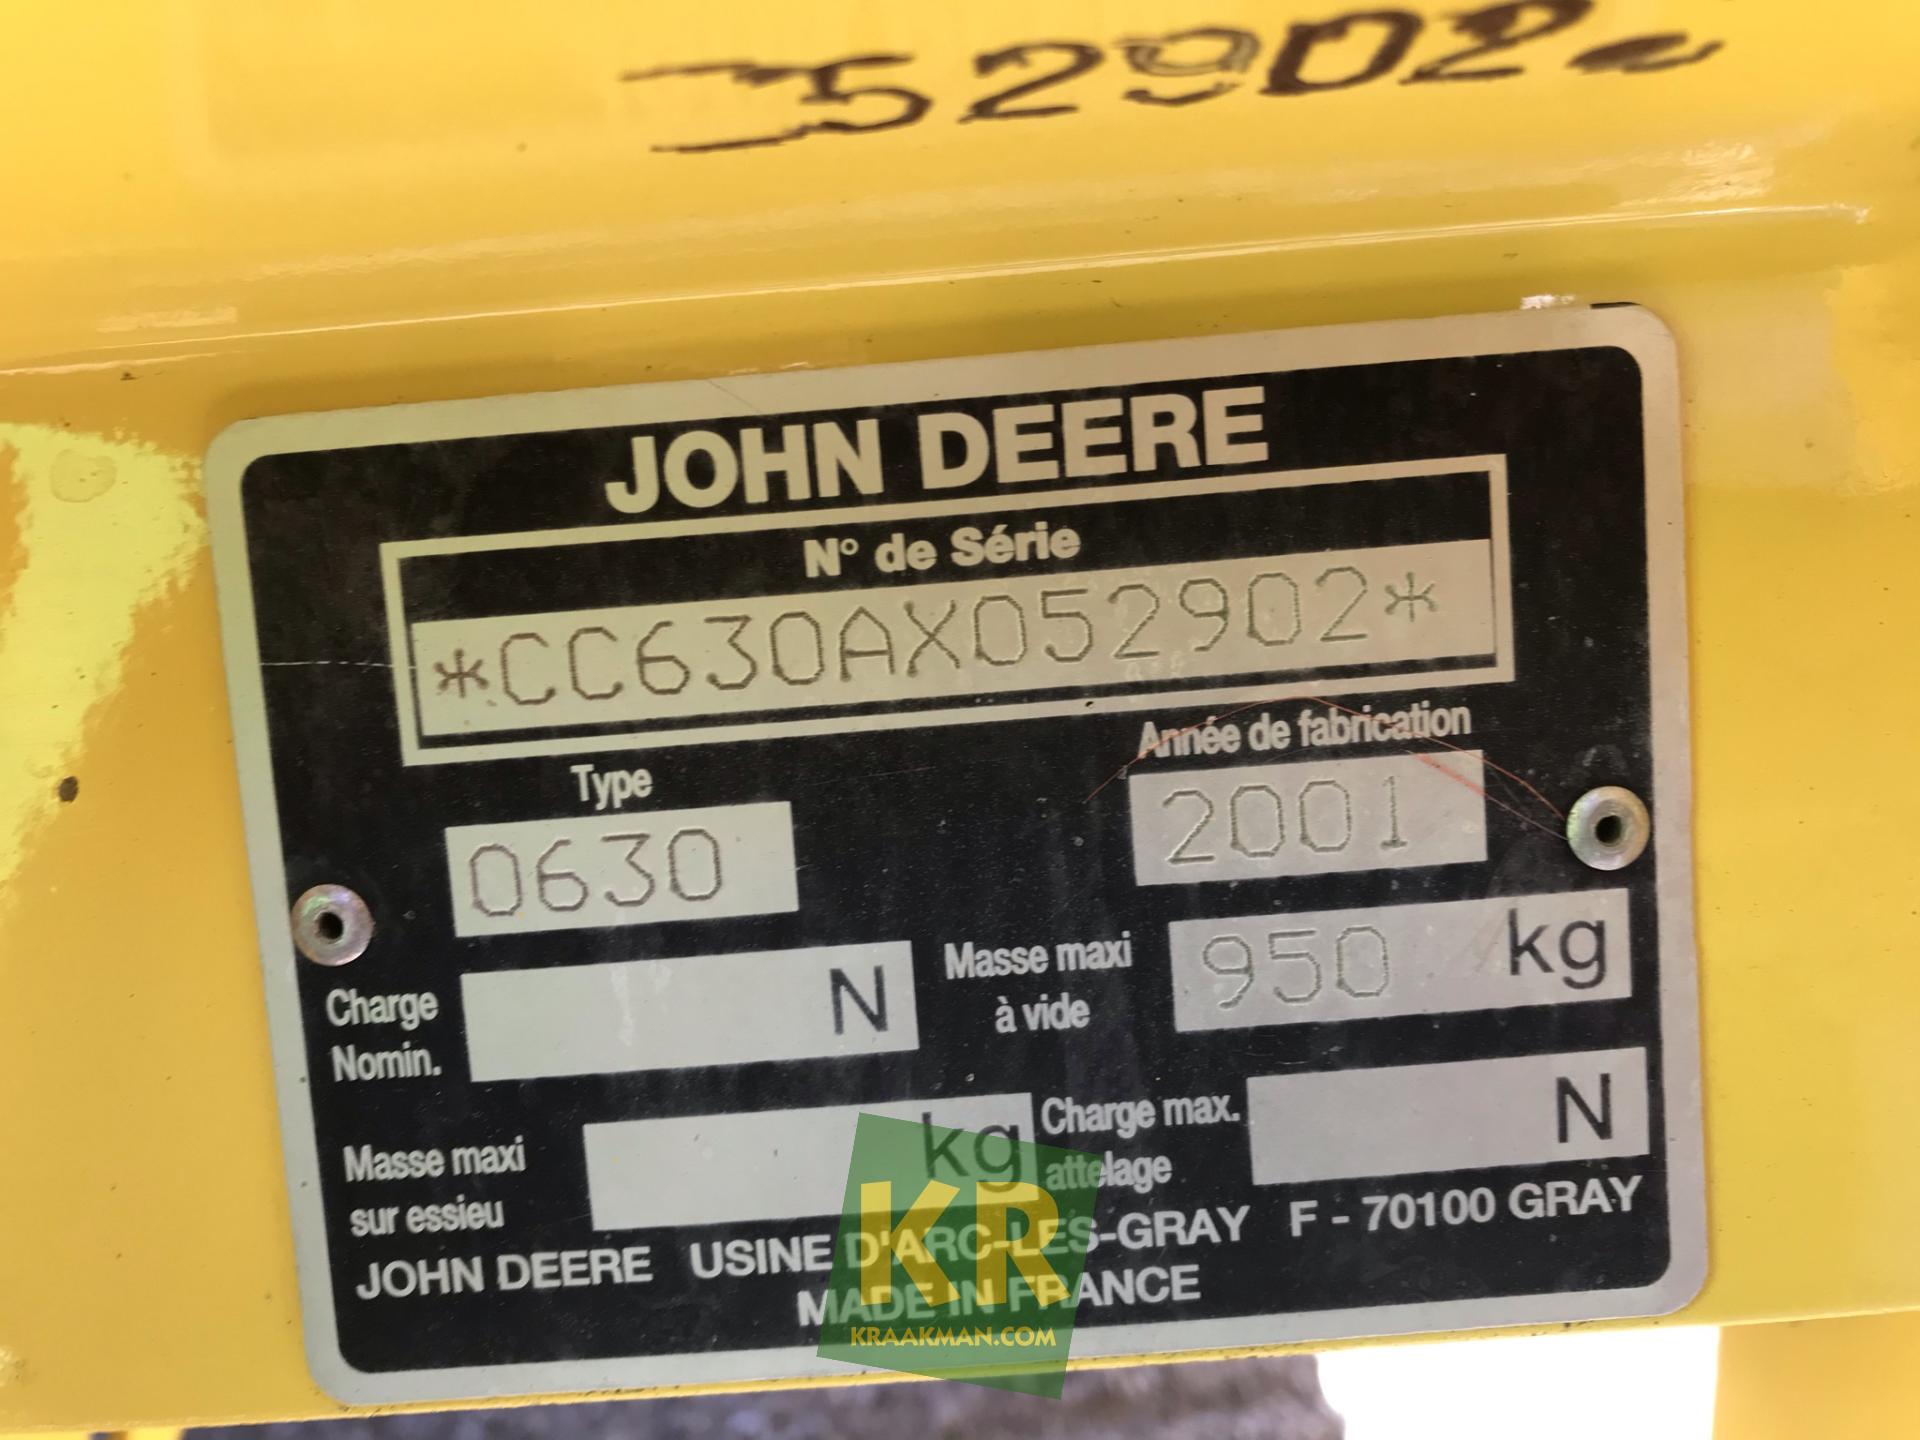 52902
JOHN DEERE
N° de Série
*CC630AX052902*
Type
Année de fabrication
0630
2001
Charge Nomin.
N
Masse maxi à vide
950 kg
Masse maxi sur essieu
kg
Charge max. attelage
N
JOHN DEERE USINE D'ARC-LES-GRAY F - 70100 GRAY
MADE IN FRANCE
KR
KRAAKMAN.COM